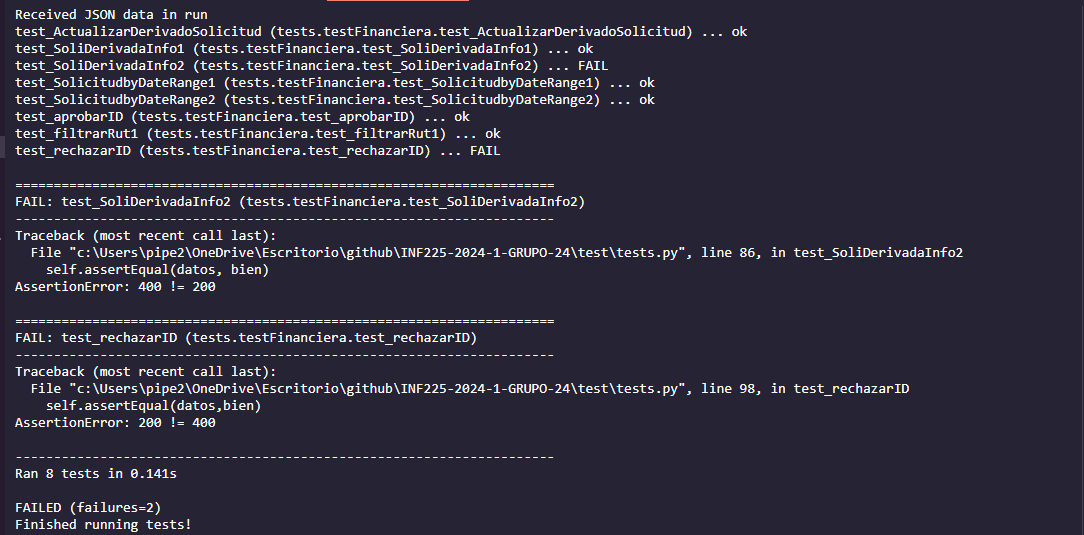 Received JSON data in run
test_ActualizarDerivadoSolicitud (tests.testFinanciera.test_ActualizarDerivadoSolicitud) ... ok
test_SoliDerivadaInfo1 (tests.testFinanciera.test_SoliDerivadaInfo1) ... ok
test_SoliDerivadaInfo2 (tests.testFinanciera.test_SoliDerivadaInfo2) ... FAIL
test_SolicitudbyDateRange1 (tests.testFinanciera.test_SolicitudbyDateRange1) ... ok
test_SolicitudbyDateRange2 (tests.testFinanciera.test_SolicitudbyDateRange2) ... ok
test_aprobarID (tests.testFinanciera.test_aprobarID) ... ok
test_filtrarRut1 (tests.testFinanciera.test_filtrarRut1) ... ok
test_rechazarID (tests.testFinanciera.test_rechazarID) ... FAIL
======================================================================
FAIL: test_SoliDerivadaInfo2 (tests.testFinanciera.test_SoliDerivadaInfo2)
----------------------------------------------------------------------
Traceback (most recent call last):
  File "c:\Users\pipe2\OneDrive\Escritorio\github\INF225-2024-1-GRUPO-24\test\tests.py", line 86, in test_SoliDerivadaInfo2
    self.assertEqual(datos, bien)
AssertionError: 400 != 200
======================================================================
FAIL: test_rechazarID (tests.testFinanciera.test_rechazarID)
----------------------------------------------------------------------
Traceback (most recent call last):
  File "c:\Users\pipe2\OneDrive\Escritorio\github\INF225-2024-1-GRUPO-24\test\tests.py", line 98, in test_rechazarID
    self.assertEqual(datos,bien)
AssertionError: 200 != 400
----------------------------------------------------------------------
Ran 8 tests in 0.141s
FAILED (failures=2)
Finished running tests!